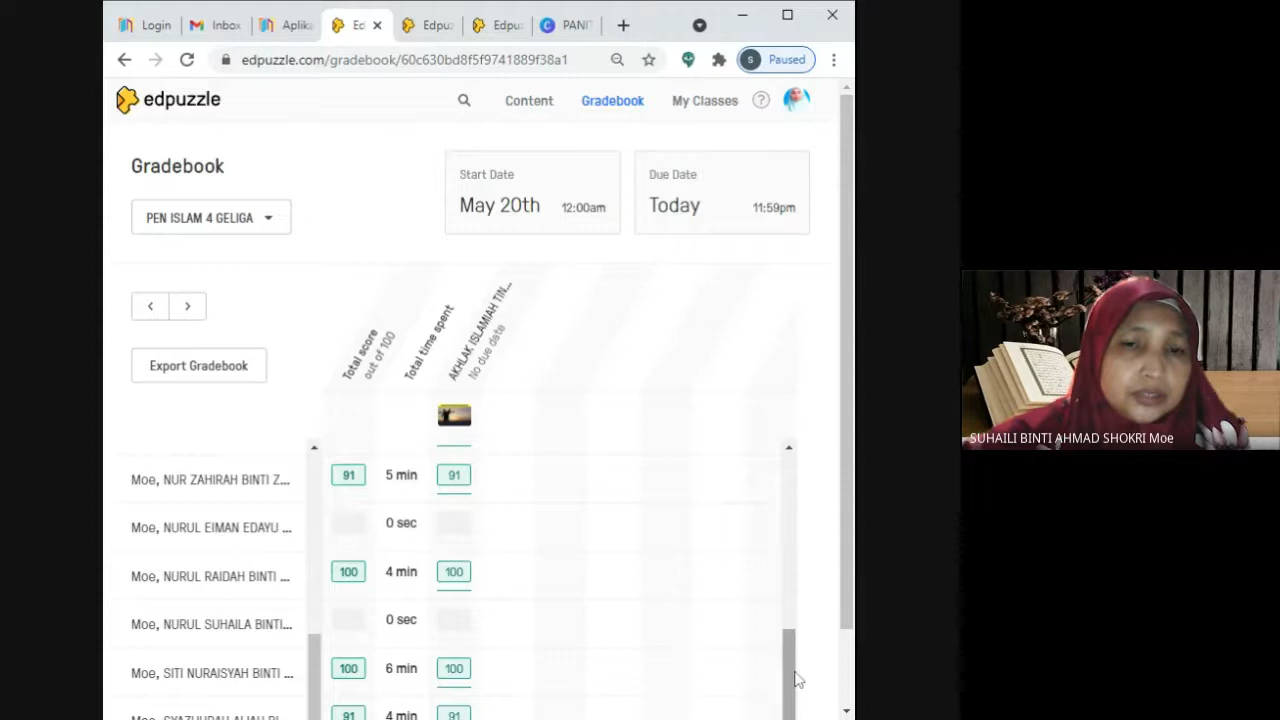 Login
Inbox
Aplika
Ed
Edpuz
Edpuz
PANI
edpuzzle.com/gradebook/60c630bd8f5f9741889f38a1
S
Paused
edpuzzle
Content
Gradebook
My Classes
?
Gradebook
Start Date
Due Date
PEN ISLAM 4 GELIGA
May 20th 12:00am
Today 11:59pm
Total score
out of 100
Total time spent
AKHLAK ISLAMIAH TIN...
No due date
Export Gradebook
Moe, NUR ZAHIRAH BINTI Z... 91 5 min 91
Moe, NURUL EIMAN EDAYU ... 0 sec
Moe, NURUL RAIDAH BINTI ... 100 4 min 100
Moe, NURUL SUHAILA BINTI... 0 sec
Moe, SITI NURAISYAH BINTI ... 100 6 min 100
91 4 min 91
SUHAILI BINTI AHMAD SHOKRI Moe